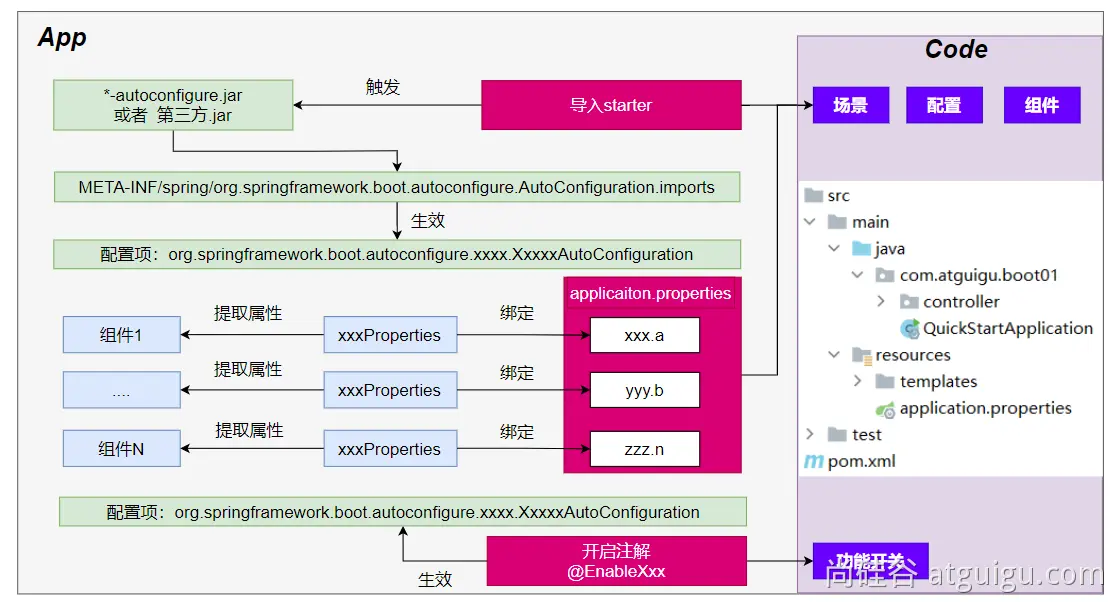 App
Code
*-autoconfigure.jar
或者 第三方.jar
触发
导入starter
场景
配置
组件
META-INF/spring/org.springframework.boot.autoconfigure.AutoConfiguration.imports
生效
配置项：org.springframework.boot.autoconfigure.xxxx.XxxxxAutoConfiguration
applicaiton.properties
组件1
提取属性
xxxProperties
绑定
xxx.a
....
提取属性
xxxProperties
绑定
yyy.b
组件N
提取属性
xxxProperties
绑定
zzz.n
src
main
java
com.atguigu.boot01
controller
QuickStartApplication
resources
templates
application.properties
test
m pom.xml
配置项：org.springframework.boot.autoconfigure.xxxx.XxxxxAutoConfiguration
生效
开启注解
@EnableXxx
功能开关
尚硅谷 atguigu.com